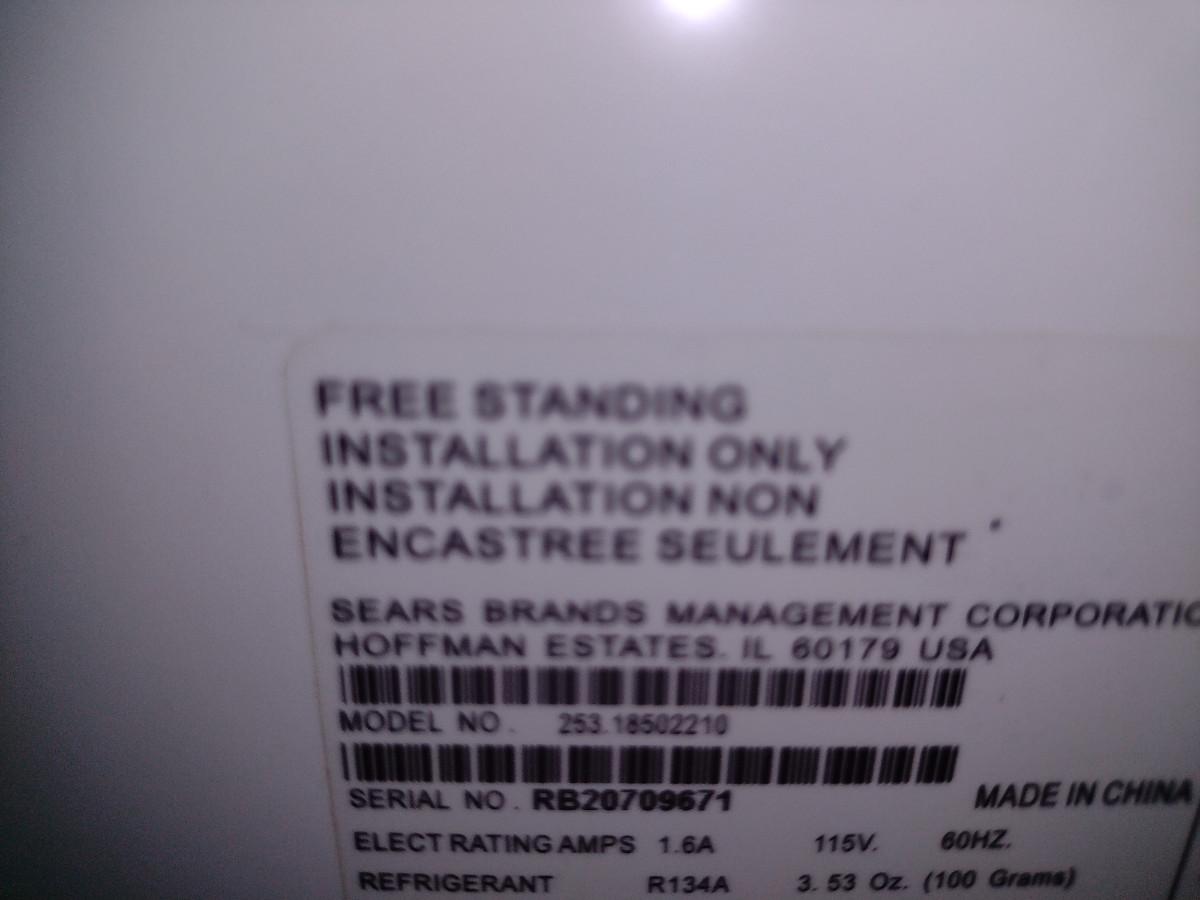 FREE STANDING
INSTALLATION ONLY
INSTALLATION NON
ENCASTREE SEULEMENT
SEARS BRANDS MANAGEMENT CORPORATIO
HOFFMAN ESTATES. IL 60179 USA
MODEL NO. 253.18502210
SERIAL NO. RB20709671 MADE IN CHINA
ELECT RATING AMPS 1.6A 115V. 60HZ.
REFRIGERANT R134A 3.53 Oz. (100 Grams)